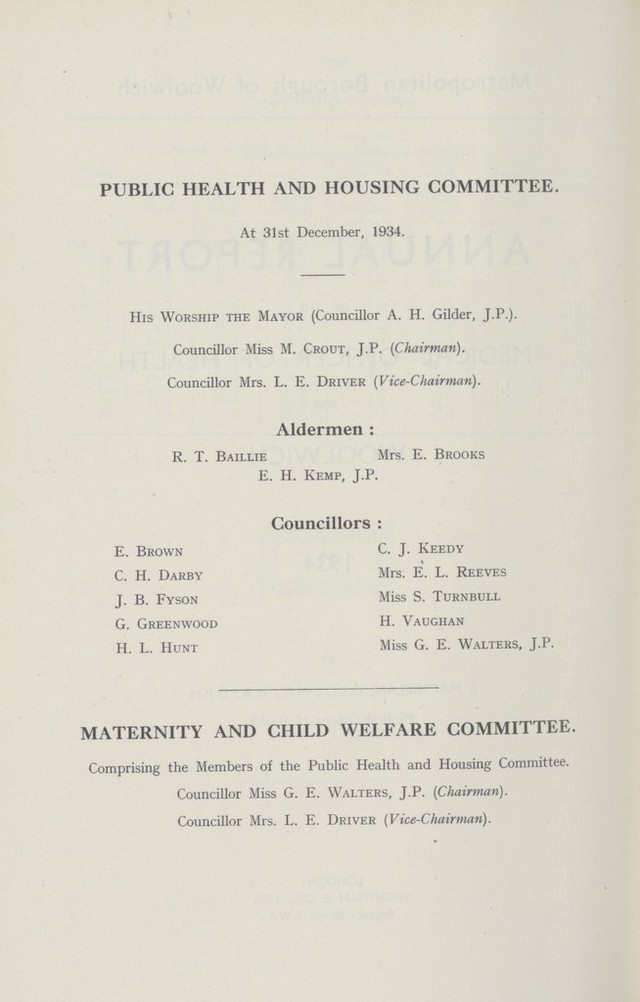 PUBLIC HEALTH AND HOUSING COMMITTEE.
At 31st December, 1934.
HIS WORSHIP THE MAYOR (Councillor A. H. Gilder, J.P.).
Councillor Miss M. CROUT, J.P. (Chairman).
Councillor Mrs. L. E. DRIVER (Vice-Chairman).
Aldermen :
R. T. BAILLIE Mrs. E. BROOKS
E. H. KEMP, J.P.
Councillors :
E. BROWN C. J. KEEDY
C. H. DARBY Mrs. E. L. REEVES
J. B. FYSON Miss S. TURNBULL
G. GREENWOOD H. VAUGHAN
H. L. HUNT Miss G. E. WALTERS, J.P.
MATERNITY AND CHILD WELFARE COMMITTEE.
Comprising the Members of the Public Health and Housing Committee.
Councillor Miss G. E. WALTERS, J.P. (Chairman).
Councillor Mrs. L. E. DRIVER (Vice-Chairman).